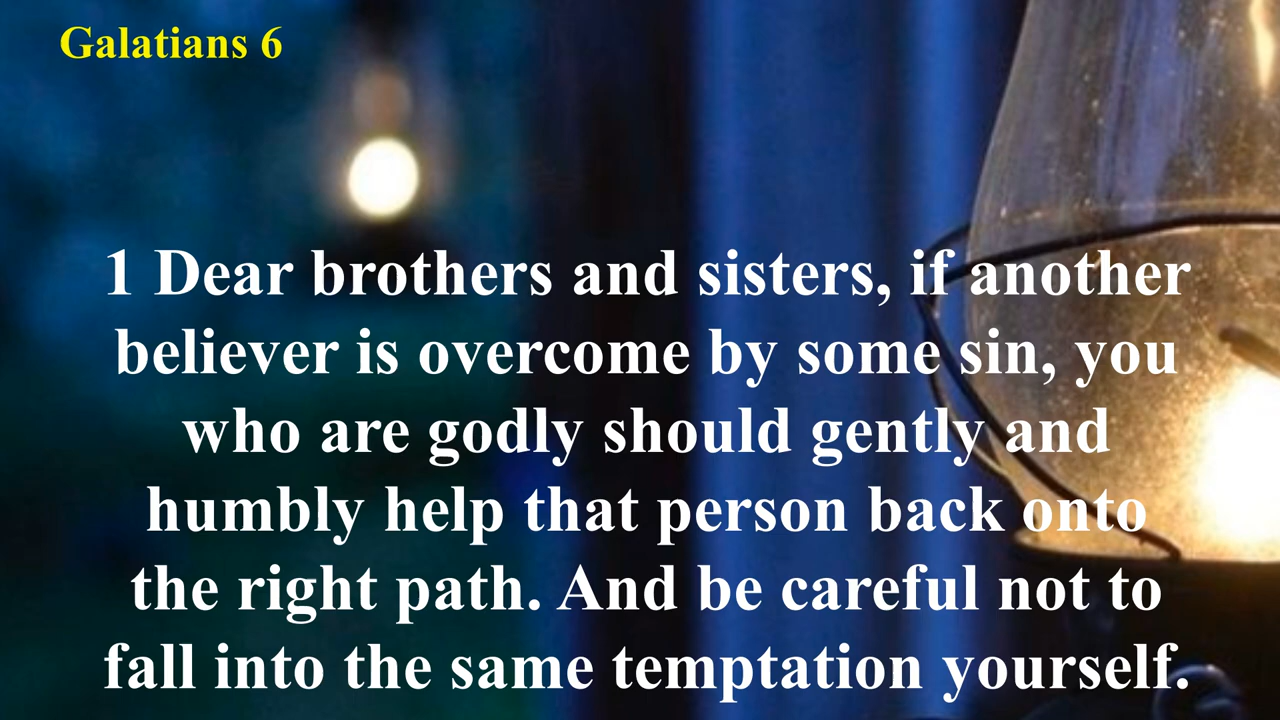 Galatians 6
1 Dear brothers and sisters, if another
believer is overcome by some sin, you
who are godly should gently and
humbly help that person back onto
the right path. And be careful not to
fall into the same temptation yourself.